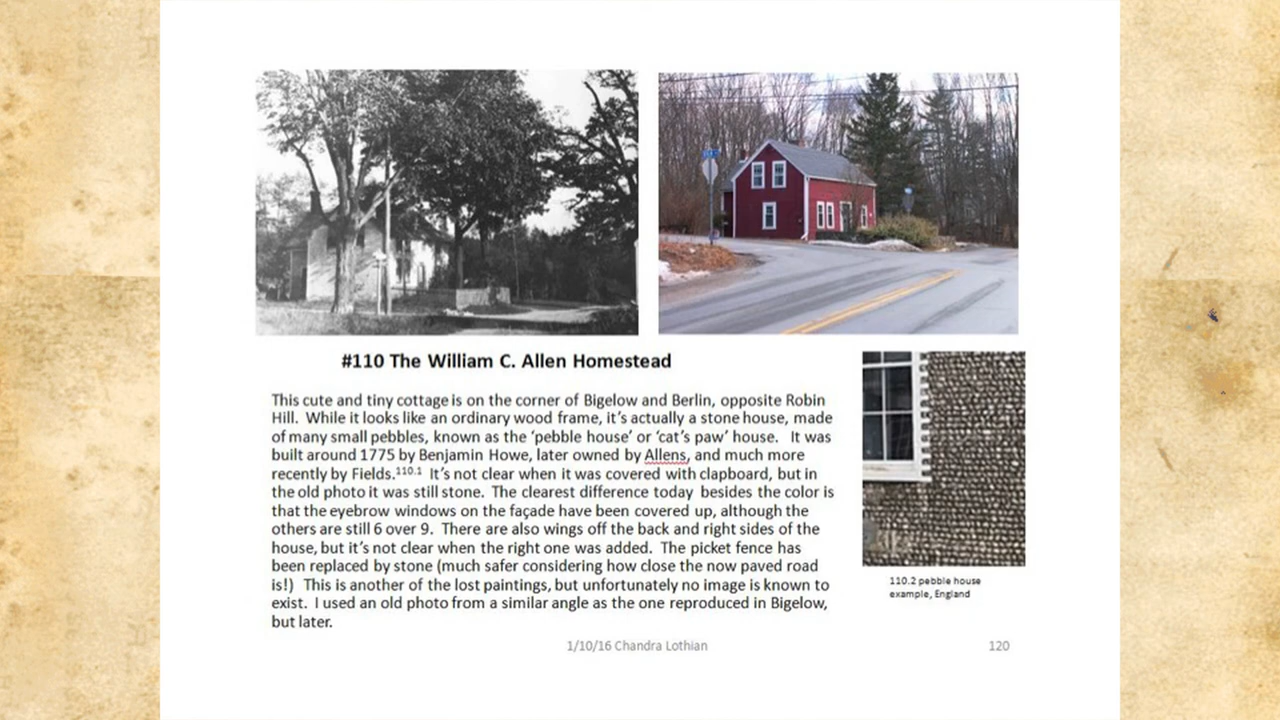 #110 The William C. Allen Homestead
This cute and tiny cottage is on the corner of Bigelow and Berlin, opposite Robin
Hill. While it looks like an ordinary wood frame, it's actually a stone house, made
of many small pebbles, known as the 'pebble house' or 'cat's paw' house. It was
built around 1775 by Benjamin Howe, later owned by Allens, and much more
recently by Fields.110.1 It's not clear when it was covered with clapboard, but in
the old photo it was still stone. The clearest difference today besides the color is
that the eyebrow windows on the façade have been covered up, although the
others are still 6 over 9. There are also wings off the back and right sides of the
house, but it's not clear when the right one was added. The picket fence has
been replaced by stone (much safer considering how close the now paved road
is!) This is another of the lost paintings, but unfortunately no image is known to
exist. I used an old photo from a similar angle as the one reproduced in Bigelow,
but later.
110.2 pebble house
example, England
1/10/16 Chandra Lothian
120